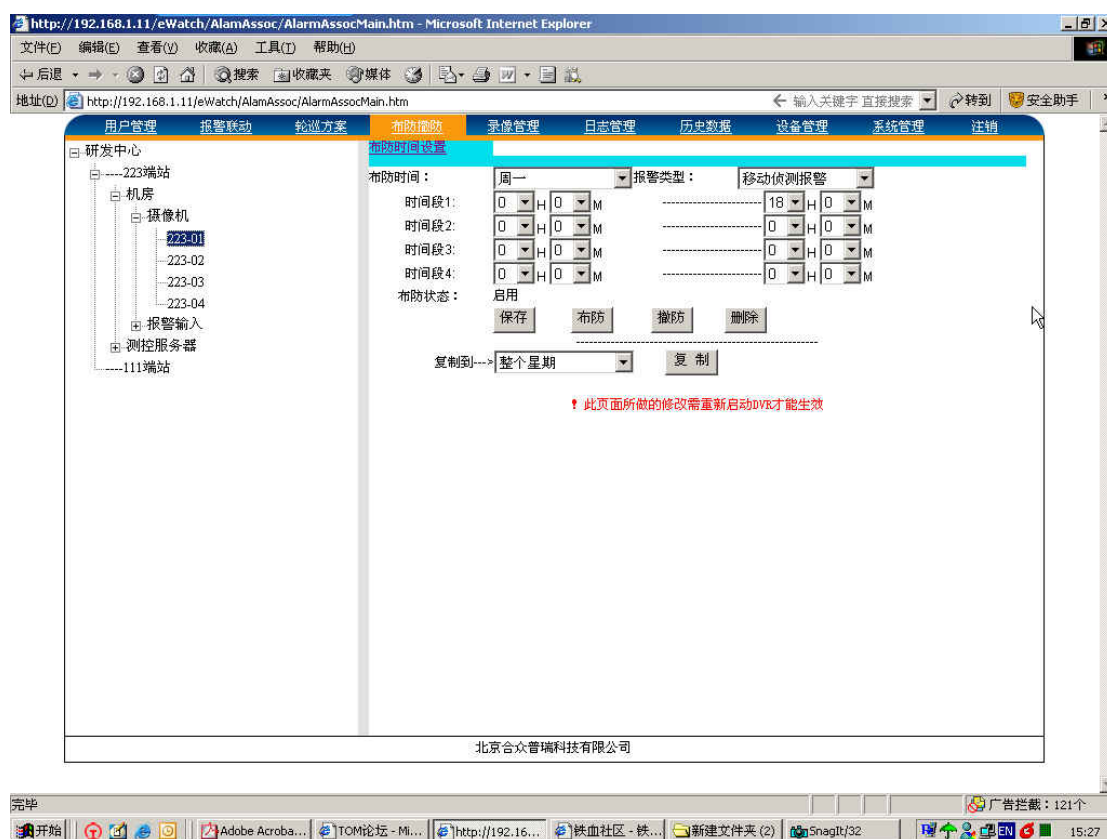 http://192.168.1.11/eWatch/AlamAssoc/AlarmAssocMain.htm - Microsoft Internet Explorer
文件(F) 编辑(E) 查看(V) 收藏(A) 工具(T) 帮助(H)
后退 搜索 收藏夹 媒体
地址(D) http://192.168.1.11/eWatch/AlamAssoc/AlarmAssocMain.htm 输入关键字 直接搜索 转到 安全助手
用户管理 报警联动 轮巡方案 布防撤防 录像管理 日志管理 历史数据 设备管理 系统管理 注销
研发中心
----223端站
机房
摄像机
223-01
223-02
223-03
223-04
报警输入
测控服务器
----111端站
布防时间设置
布防时间： 周一 报警类型： 移动侦测报警
时间段1: 0 H 0 M -------------------- 18 H 0 M
时间段2: 0 H 0 M -------------------- 0 H 0 M
时间段3: 0 H 0 M -------------------- 0 H 0 M
时间段4: 0 H 0 M -------------------- 0 H 0 M
布防状态： 启用
保存 布防 撤防 删除
复制到---> 整个星期 复 制
! 此页面所做的修改需重新启动DVR才能生效
北京合众普瑞科技有限公司
完毕 广告拦截：121个
开始 Adobe Acroba... TOM论坛 - Mi... http://192.16... 铁血社区 - 铁... 新建文件夹 (2) SnagIt/32 EN 15:27